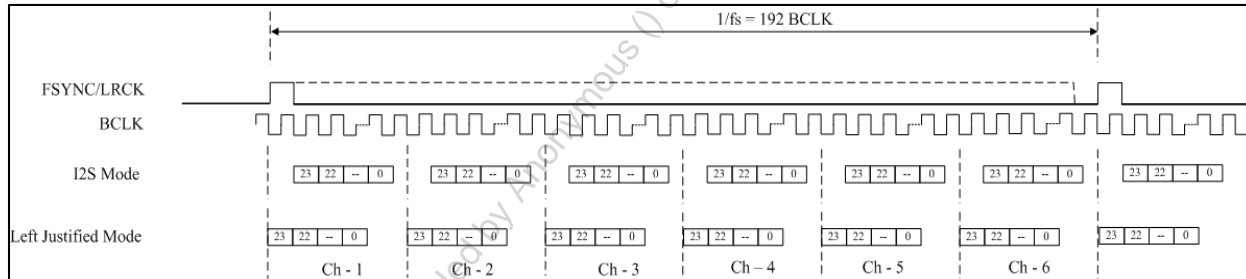 1/fs = 192 BCLK
FSYNC/LRCK
BCLK
I2S Mode
23 22 -- 0 23 22 -- 0 23 22 -- 0 23 22 -- 0 23 22 -- 0 23 22 -- 0 23 22 -- 0
Left Justified Mode
23 22 -- 0 23 22 -- 0 23 22 -- 0 23 22 -- 0 23 22 -- 0 23 22 -- 0 23 22 -- 0
Ch - 1 Ch - 2 Ch - 3 Ch – 4 Ch - 5 Ch - 6
by Anonymous ()